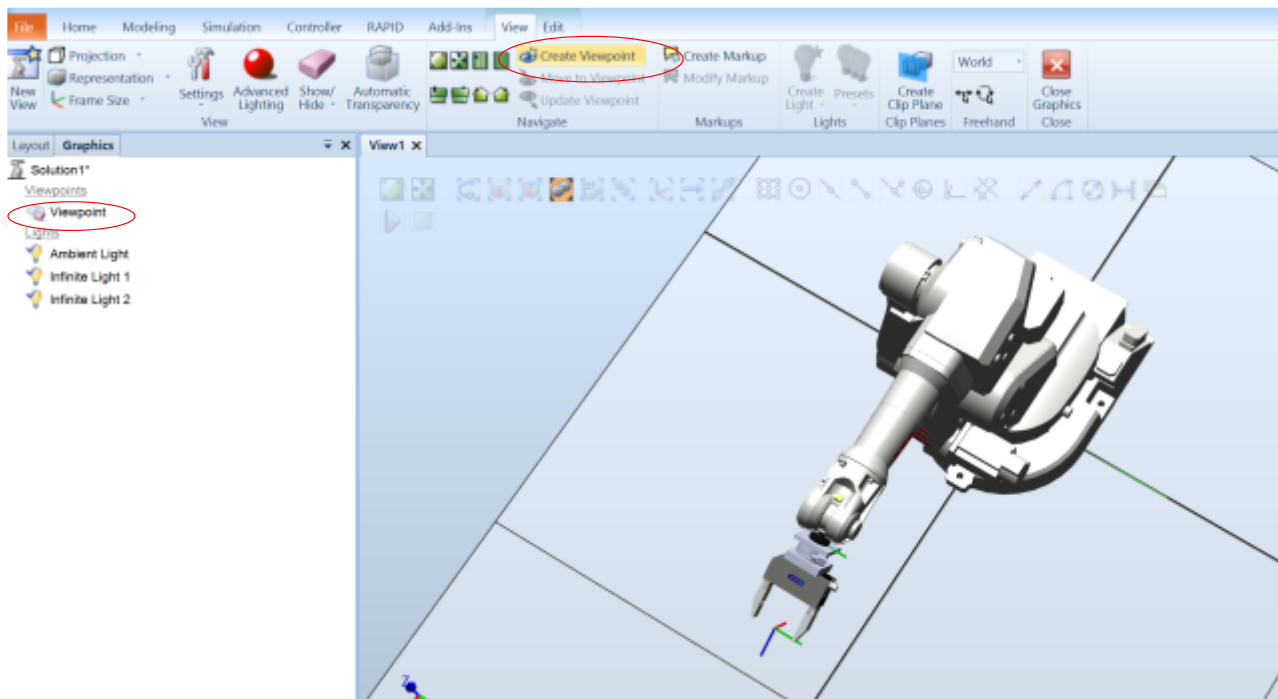 File Home Modeling Simulation Controller RAPID Add-Ins View Edit
Projection
Representation
Frame Size
New View
Settings
Advanced Lighting
Show/ Hide
Automatic Transparency
View
Create Viewpoint
Move to Viewpoint
Update Viewpoint
Navigate
Create Markup
Modify Markup
Markups
Create Light
Presets
Lights
Create Clip Plane
Clip Planes
World
Freehand
Close Graphics
Close
Layout Graphics
View1
Solution1*
Viewpoints
Viewpoint
Lights
Ambient Light
Infinite Light 1
Infinite Light 2
Z